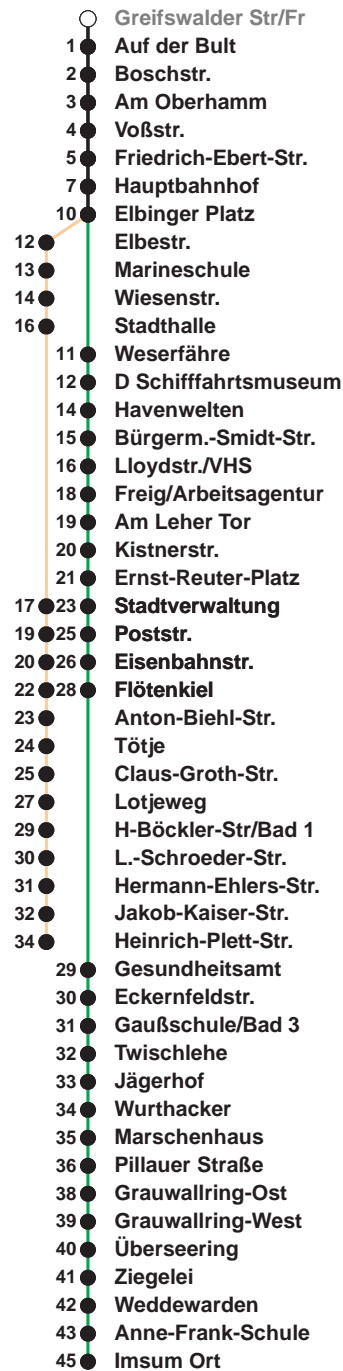 Greifswalder Str/Fr
1 Auf der Bult
2 Boschstr.
3 Am Oberhamm
4 Voßstr.
5 Friedrich-Ebert-Str.
7 Hauptbahnhof
10 Elbinger Platz
12 Elbestr.
13 Marineschule
14 Wiesenstr.
16 Stadthalle
11 Weserfähre
12 D Schifffahrtsmuseum
14 Havenwelten
15 Bürgerm.-Smidt-Str.
16 Lloydstr./VHS
18 Freig/Arbeitsagentur
19 Am Leher Tor
20 Kistnerstr.
21 Ernst-Reuter-Platz
17 23 Stadtverwaltung
19 25 Poststr.
20 26 Eisenbahnstr.
22 28 Flötenkiel
23 Anton-Biehl-Str.
24 Tötje
25 Claus-Groth-Str.
27 Lotjeweg
29 H-Böckler-Str/Bad 1
30 L.-Schroeder-Str.
31 Hermann-Ehlers-Str.
32 Jakob-Kaiser-Str.
34 Heinrich-Plett-Str.
29 Gesundheitsamt
30 Eckernfeldstr.
31 Gaußschule/Bad 3
32 Twischlehe
33 Jägerhof
34 Wurthacker
35 Marschenhaus
36 Pillauer Straße
38 Grauwallring-Ost
39 Grauwallring-West
40 Überseering
41 Ziegelei
42 Weddewarden
43 Anne-Frank-Schule
45 Imsum Ort